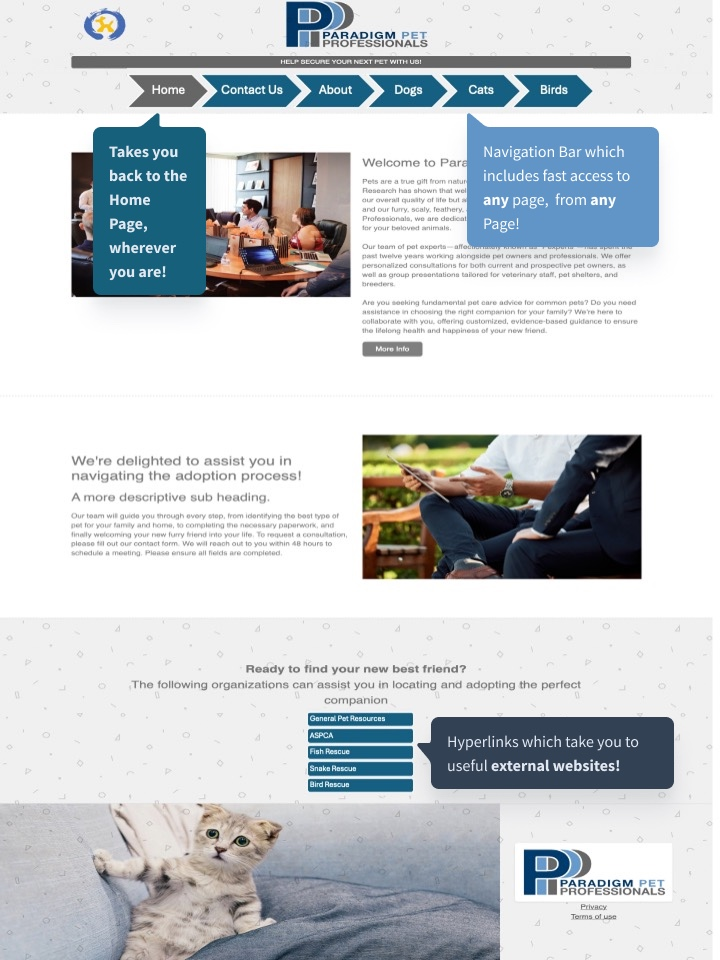 PARADIGM PET
PROFESSIONALS
HELP SECURE YOUR NEXT PET WITH US!
Home
Contact Us
About
Dogs
Cats
Birds
Takes you
back to the
Home
Page,
wherever
you are!
Navigation Bar which
includes fast access to
any page, from any
Page!
Welcome to Para
Pets are a true gift from natur
Research has shown that wel
our overall quality of life but al
and our furry, scaly, feathery,
Professionals, we are dedicat
for your beloved animals.
Our team of pet experts—affectionately known as "P'experts"—has spent the
past twelve years working alongside pet owners and professionals. We offer
personalized consultations for both current and prospective pet owners, as
well as group presentations tailored for veterinary staff, pet shelters, and
breeders.
Are you seeking fundamental pet care advice for common pets? Do you need
assistance in choosing the right companion for your family? We're here to
collaborate with you, offering customized, evidence-based guidance to ensure
the lifelong health and happiness of your new friend.
More Info
We're delighted to assist you in
navigating the adoption process!
A more descriptive sub heading.
Our team will guide you through every step, from identifying the best type of
pet for your family and home, to completing the necessary paperwork, and
finally welcoming your new furry friend into your life. To request a consultation,
please fill out our contact form. We will reach out to you within 48 hours to
schedule a meeting. Please ensure all fields are completed.
Ready to find your new best friend?
The following organizations can assist you in locating and adopting the perfect
companion
General Pet Resources
ASPCA
Fish Rescue
Snake Rescue
Bird Rescue
Hyperlinks which take you to
useful external websites!
PARADIGM PET
PROFESSIONALS
Privacy
Terms of use